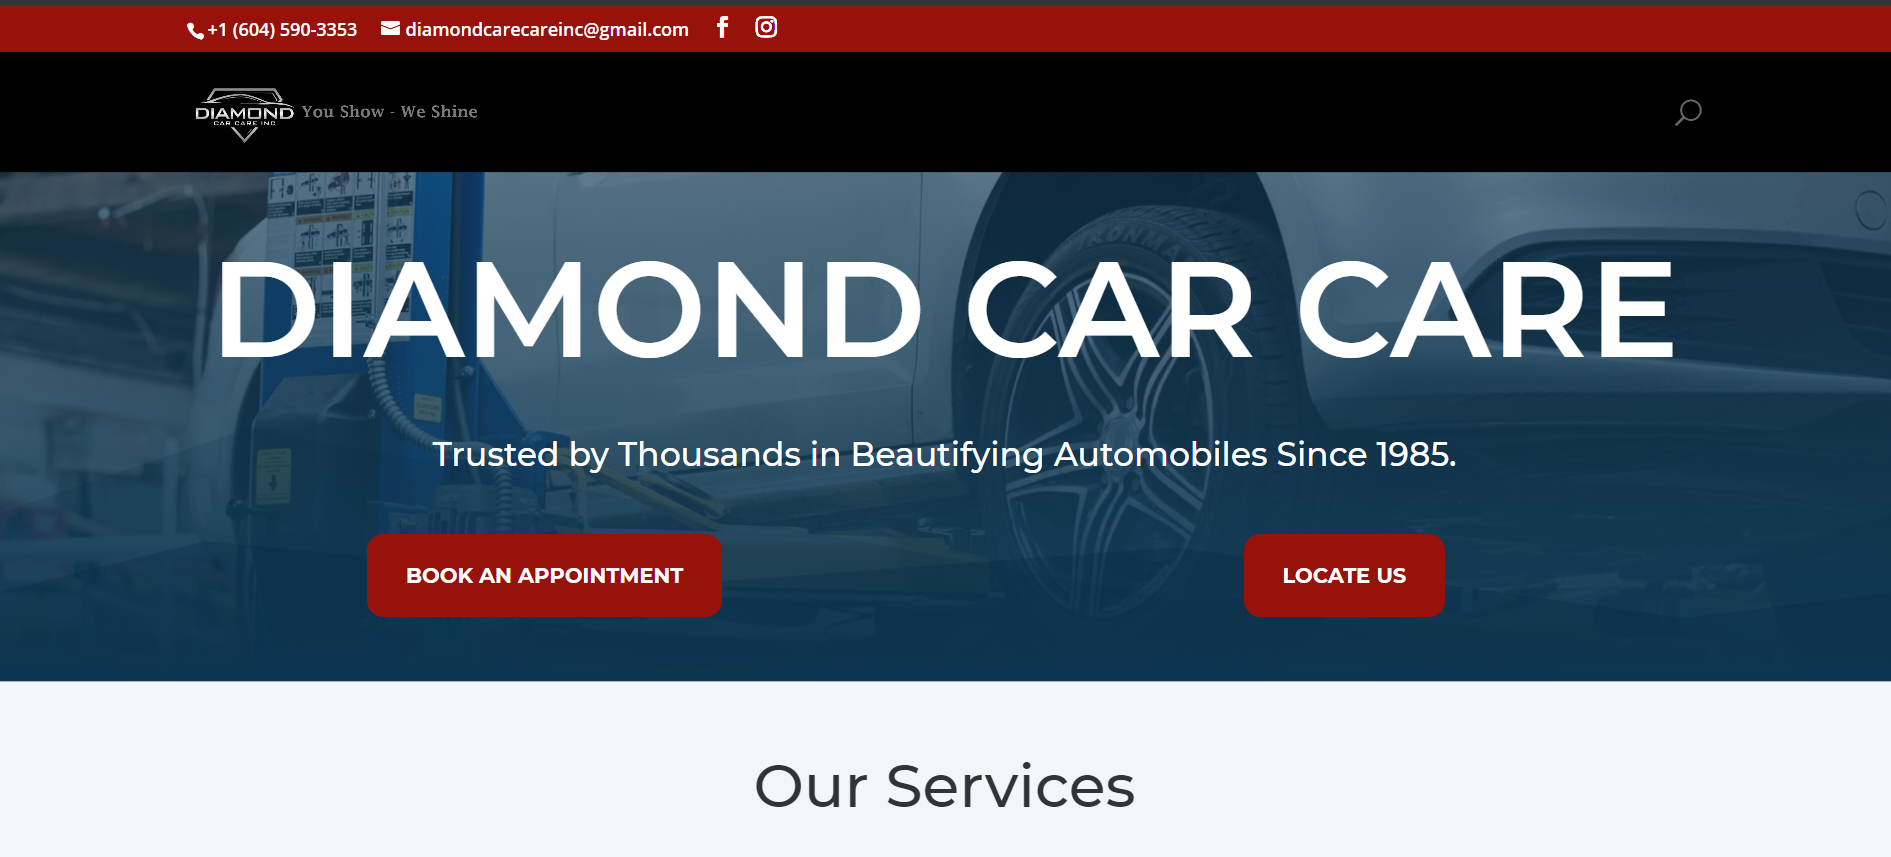 +1 (604) 590-3353 diamondcarecareinc@gmail.com
DIAMOND
CAR CARE INC
You Show - We Shine
DIAMOND CAR CARE
Trusted by Thousands in Beautifying Automobiles Since 1985.
BOOK AN APPOINTMENT
LOCATE US
Our Services